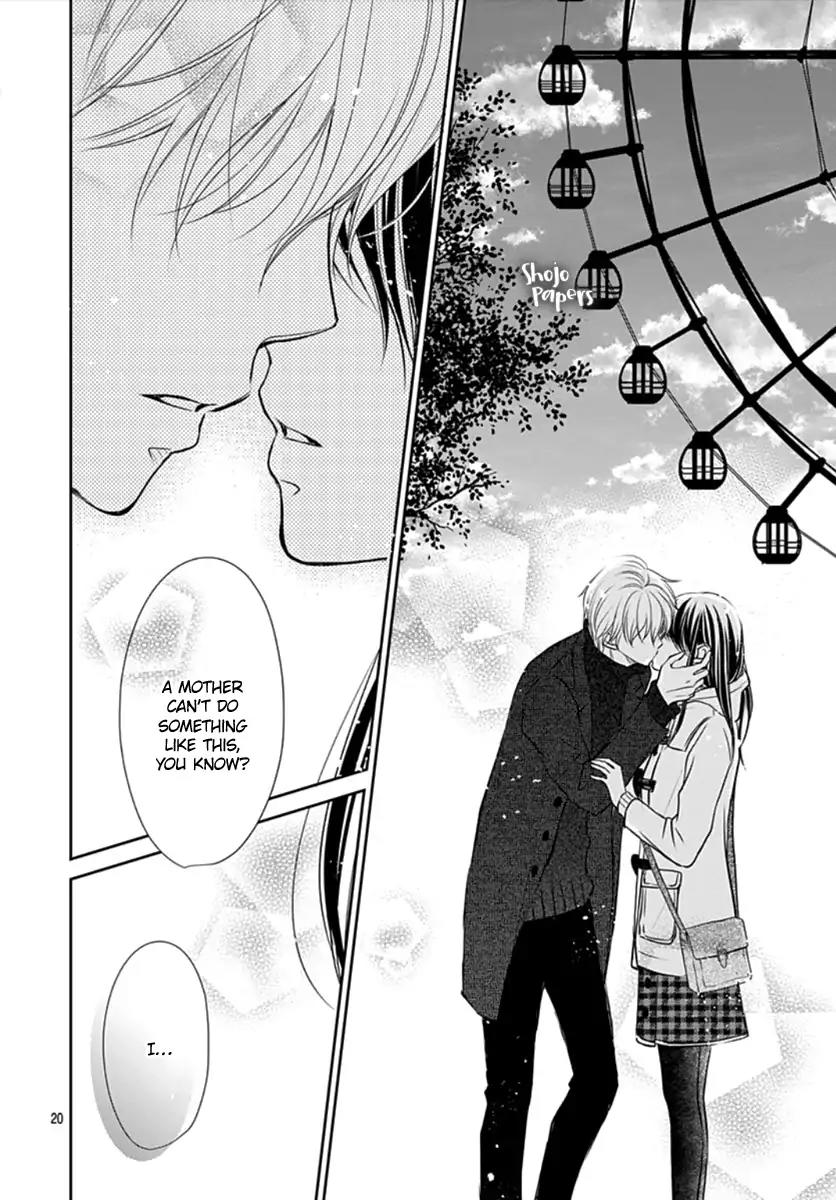 Shojo
Papers
A MOTHER
CAN'T DO
SOMETHING
LIKE THIS,
YOU KNOW?
I...
20